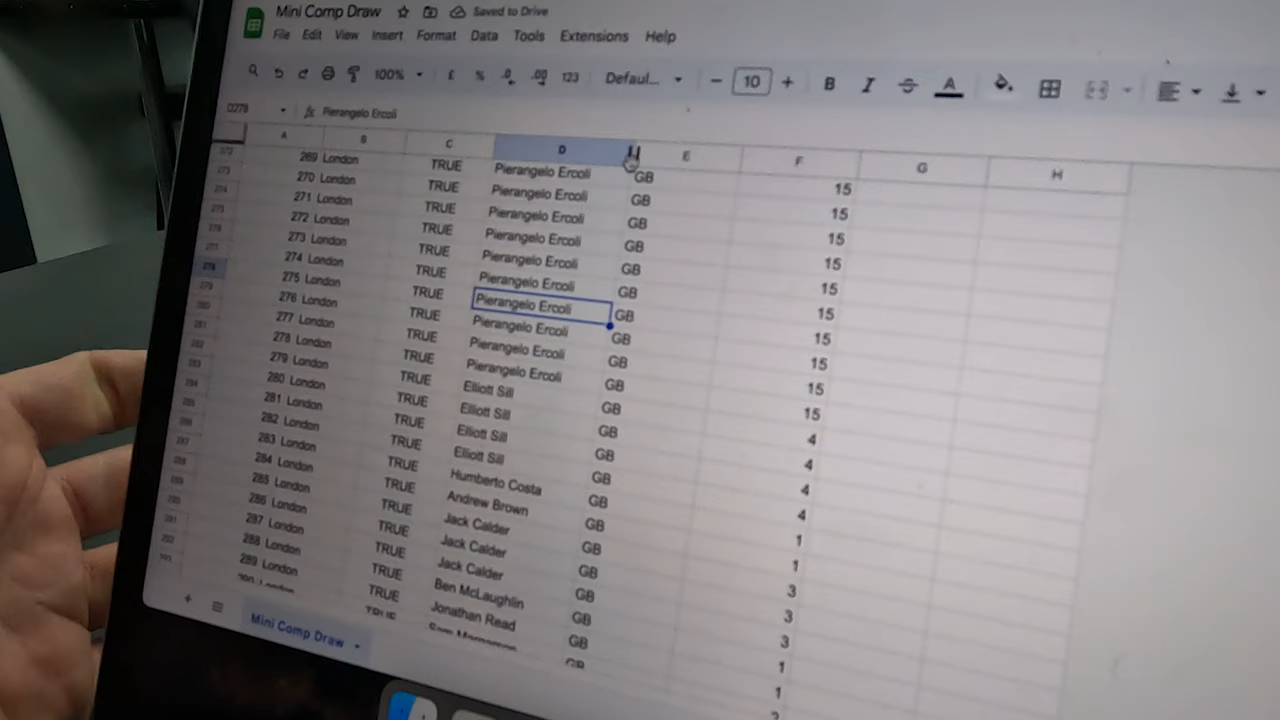 Mini Comp Draw Saved to Drive
File Edit View Insert Format Data Tools Extensions Help
100% £ % .0 .00 123 Defaul... − 10 + B I S A
D278 fx Pierangelo Ercoli
A B C D E F G H
269 London TRUE Pierangelo Ercoli GB 15
270 London TRUE Pierangelo Ercoli GB 15
271 London TRUE Pierangelo Ercoli GB 15
272 London TRUE Pierangelo Ercoli GB 15
273 London TRUE Pierangelo Ercoli GB 15
274 London TRUE Pierangelo Ercoli GB 15
275 London TRUE Pierangelo Ercoli GB 15
276 London TRUE Pierangelo Ercoli GB 15
277 London TRUE Pierangelo Ercoli GB 15
278 London TRUE Pierangelo Ercoli GB 15
279 London TRUE Elliott Sill GB 4
280 London TRUE Elliott Sill GB 4
281 London TRUE Elliott Sill GB 4
282 London TRUE Elliott Sill GB 4
283 London TRUE Humberto Costa GB 1
284 London TRUE Andrew Brown GB 1
285 London TRUE Jack Calder GB 3
286 London TRUE Jack Calder GB 3
287 London TRUE Jack Calder GB 3
288 London TRUE Ben McLaughlin GB 1
289 London TRUE Jonathan Read GB 1
290 London TRUE GB
+ Mini Comp Draw